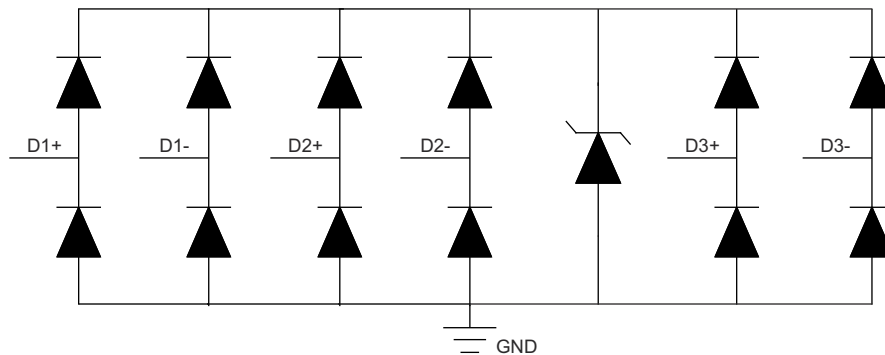 D1+
D1-
D2+
D2-
D3+
D3-
GND